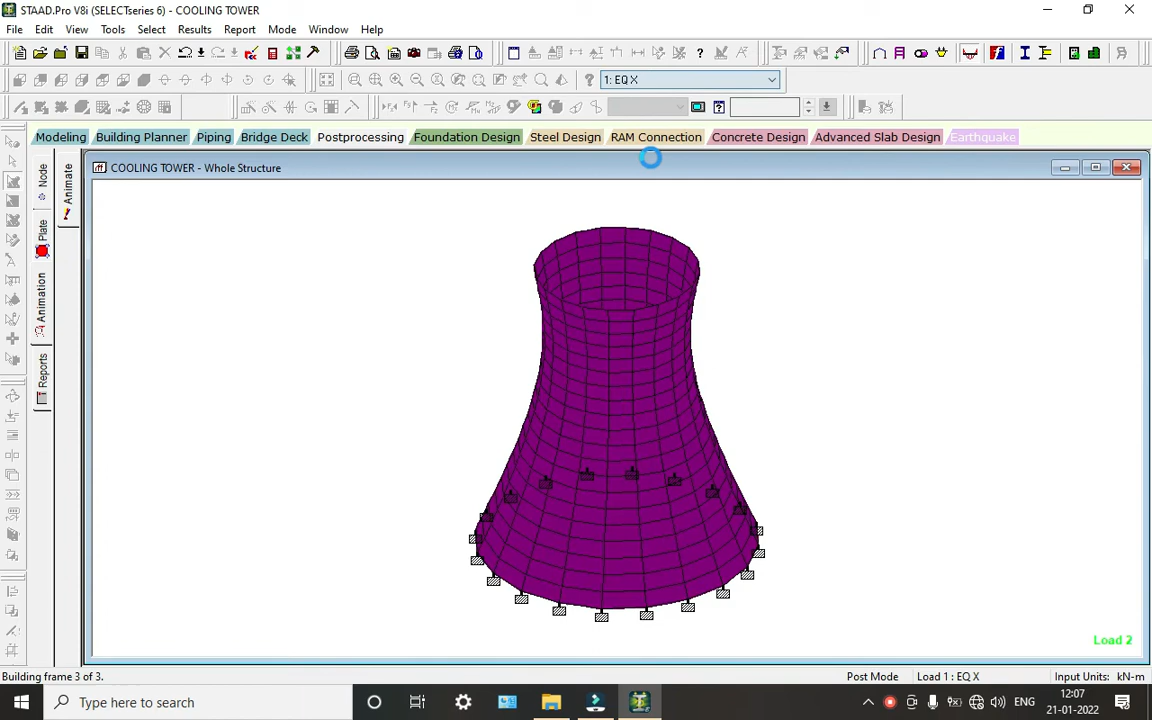 STAAD.Pro V8i (SELECTseries 6) - COOLING TOWER
File Edit View Tools Select Results Report Mode Window Help
1: EQ X
Modeling Building Planner Piping Bridge Deck Postprocessing Foundation Design Steel Design RAM Connection Concrete Design Advanced Slab Design Earthquake
COOLING TOWER - Whole Structure
Node
Plate
Animation
Reports
Animate
Load 2
Building frame 3 of 3.
Post Mode
Load 1 : EQ X
Input Units: kN-m
Type here to search
ENG
12:07
21-01-2022